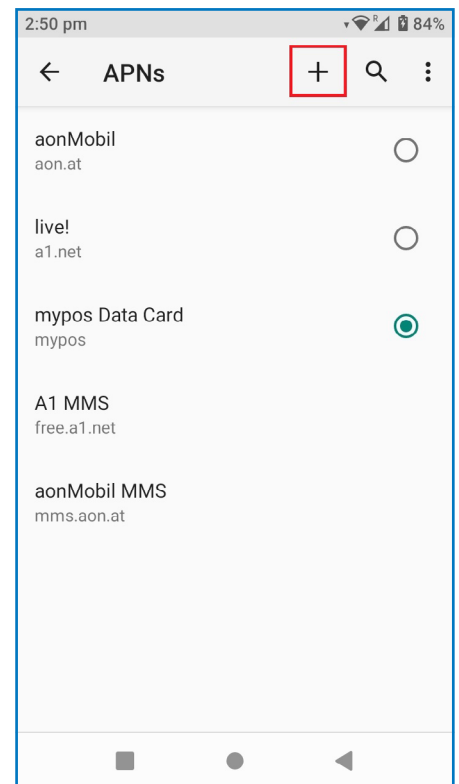 2:50 pm R 84%
APNs
aonMobil
aon.at
live!
a1.net
mypos Data Card
mypos
A1 MMS
free.a1.net
aonMobil MMS
mms.aon.at